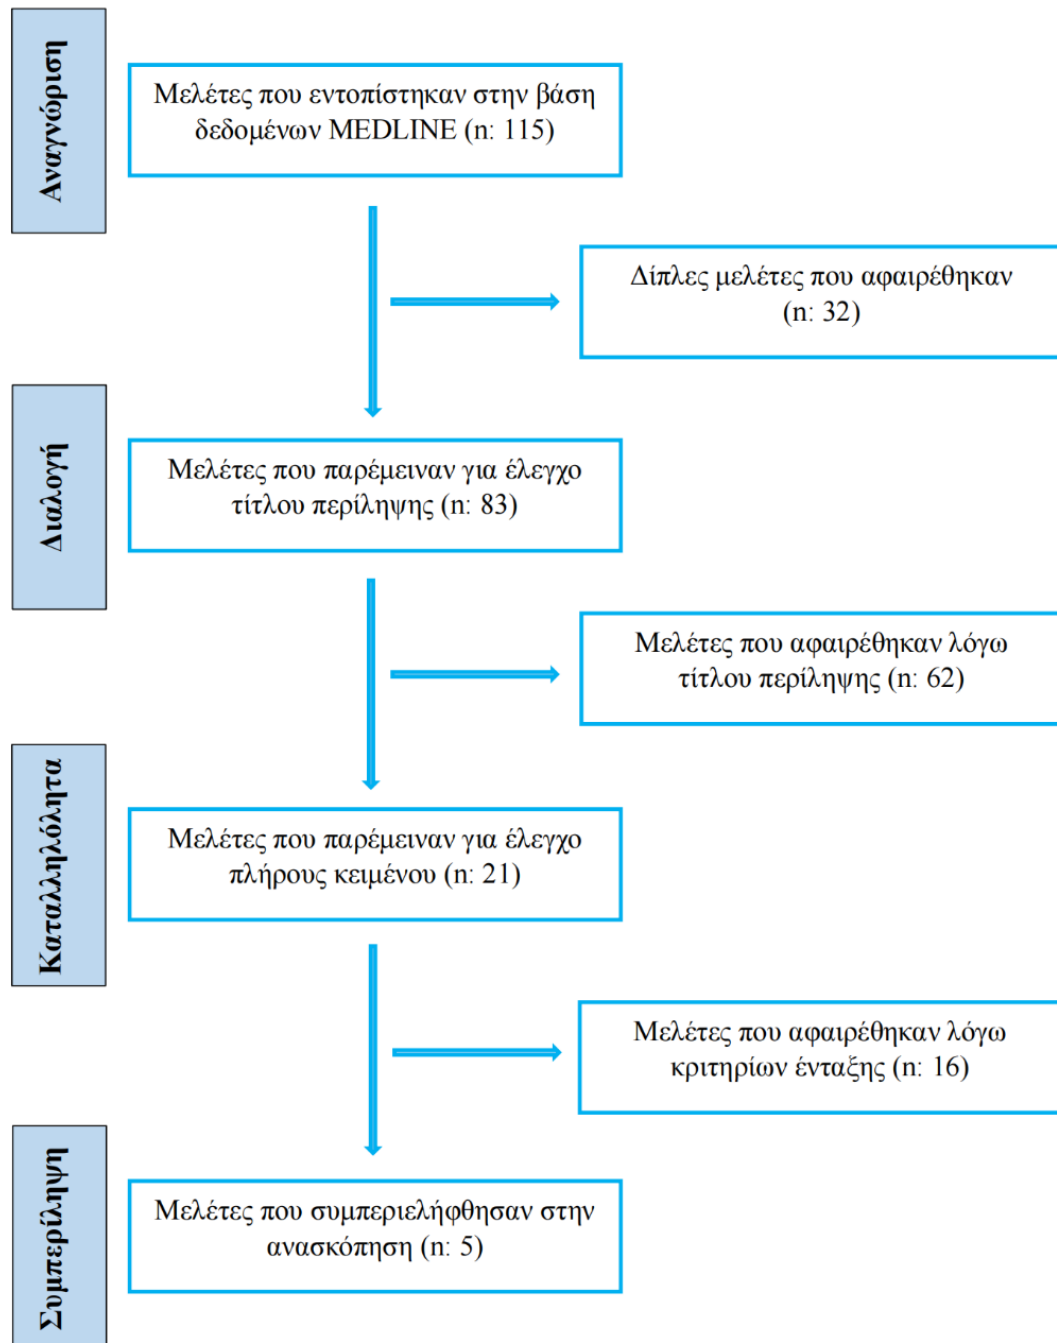 Αναγνώριση
Μελέτες που εντοπίστηκαν στην βάση
δεδομένων MEDLINE (n: 115)
Δίπλες μελέτες που αφαιρέθηκαν
(n: 32)
Διαλογή
Μελέτες που παρέμειναν για έλεγχο
τίτλου περίληψης (n: 83)
Μελέτες που αφαιρέθηκαν λόγω
τίτλου περίληψης (n: 62)
Καταλληλόλητα
Μελέτες που παρέμειναν για έλεγχο
πλήρους κειμένου (n: 21)
Μελέτες που αφαιρέθηκαν λόγω
κριτηρίων ένταξης (n: 16)
Συμπερίληψη
Μελέτες που συμπεριελήφθησαν στην
ανασκόπηση (n: 5)